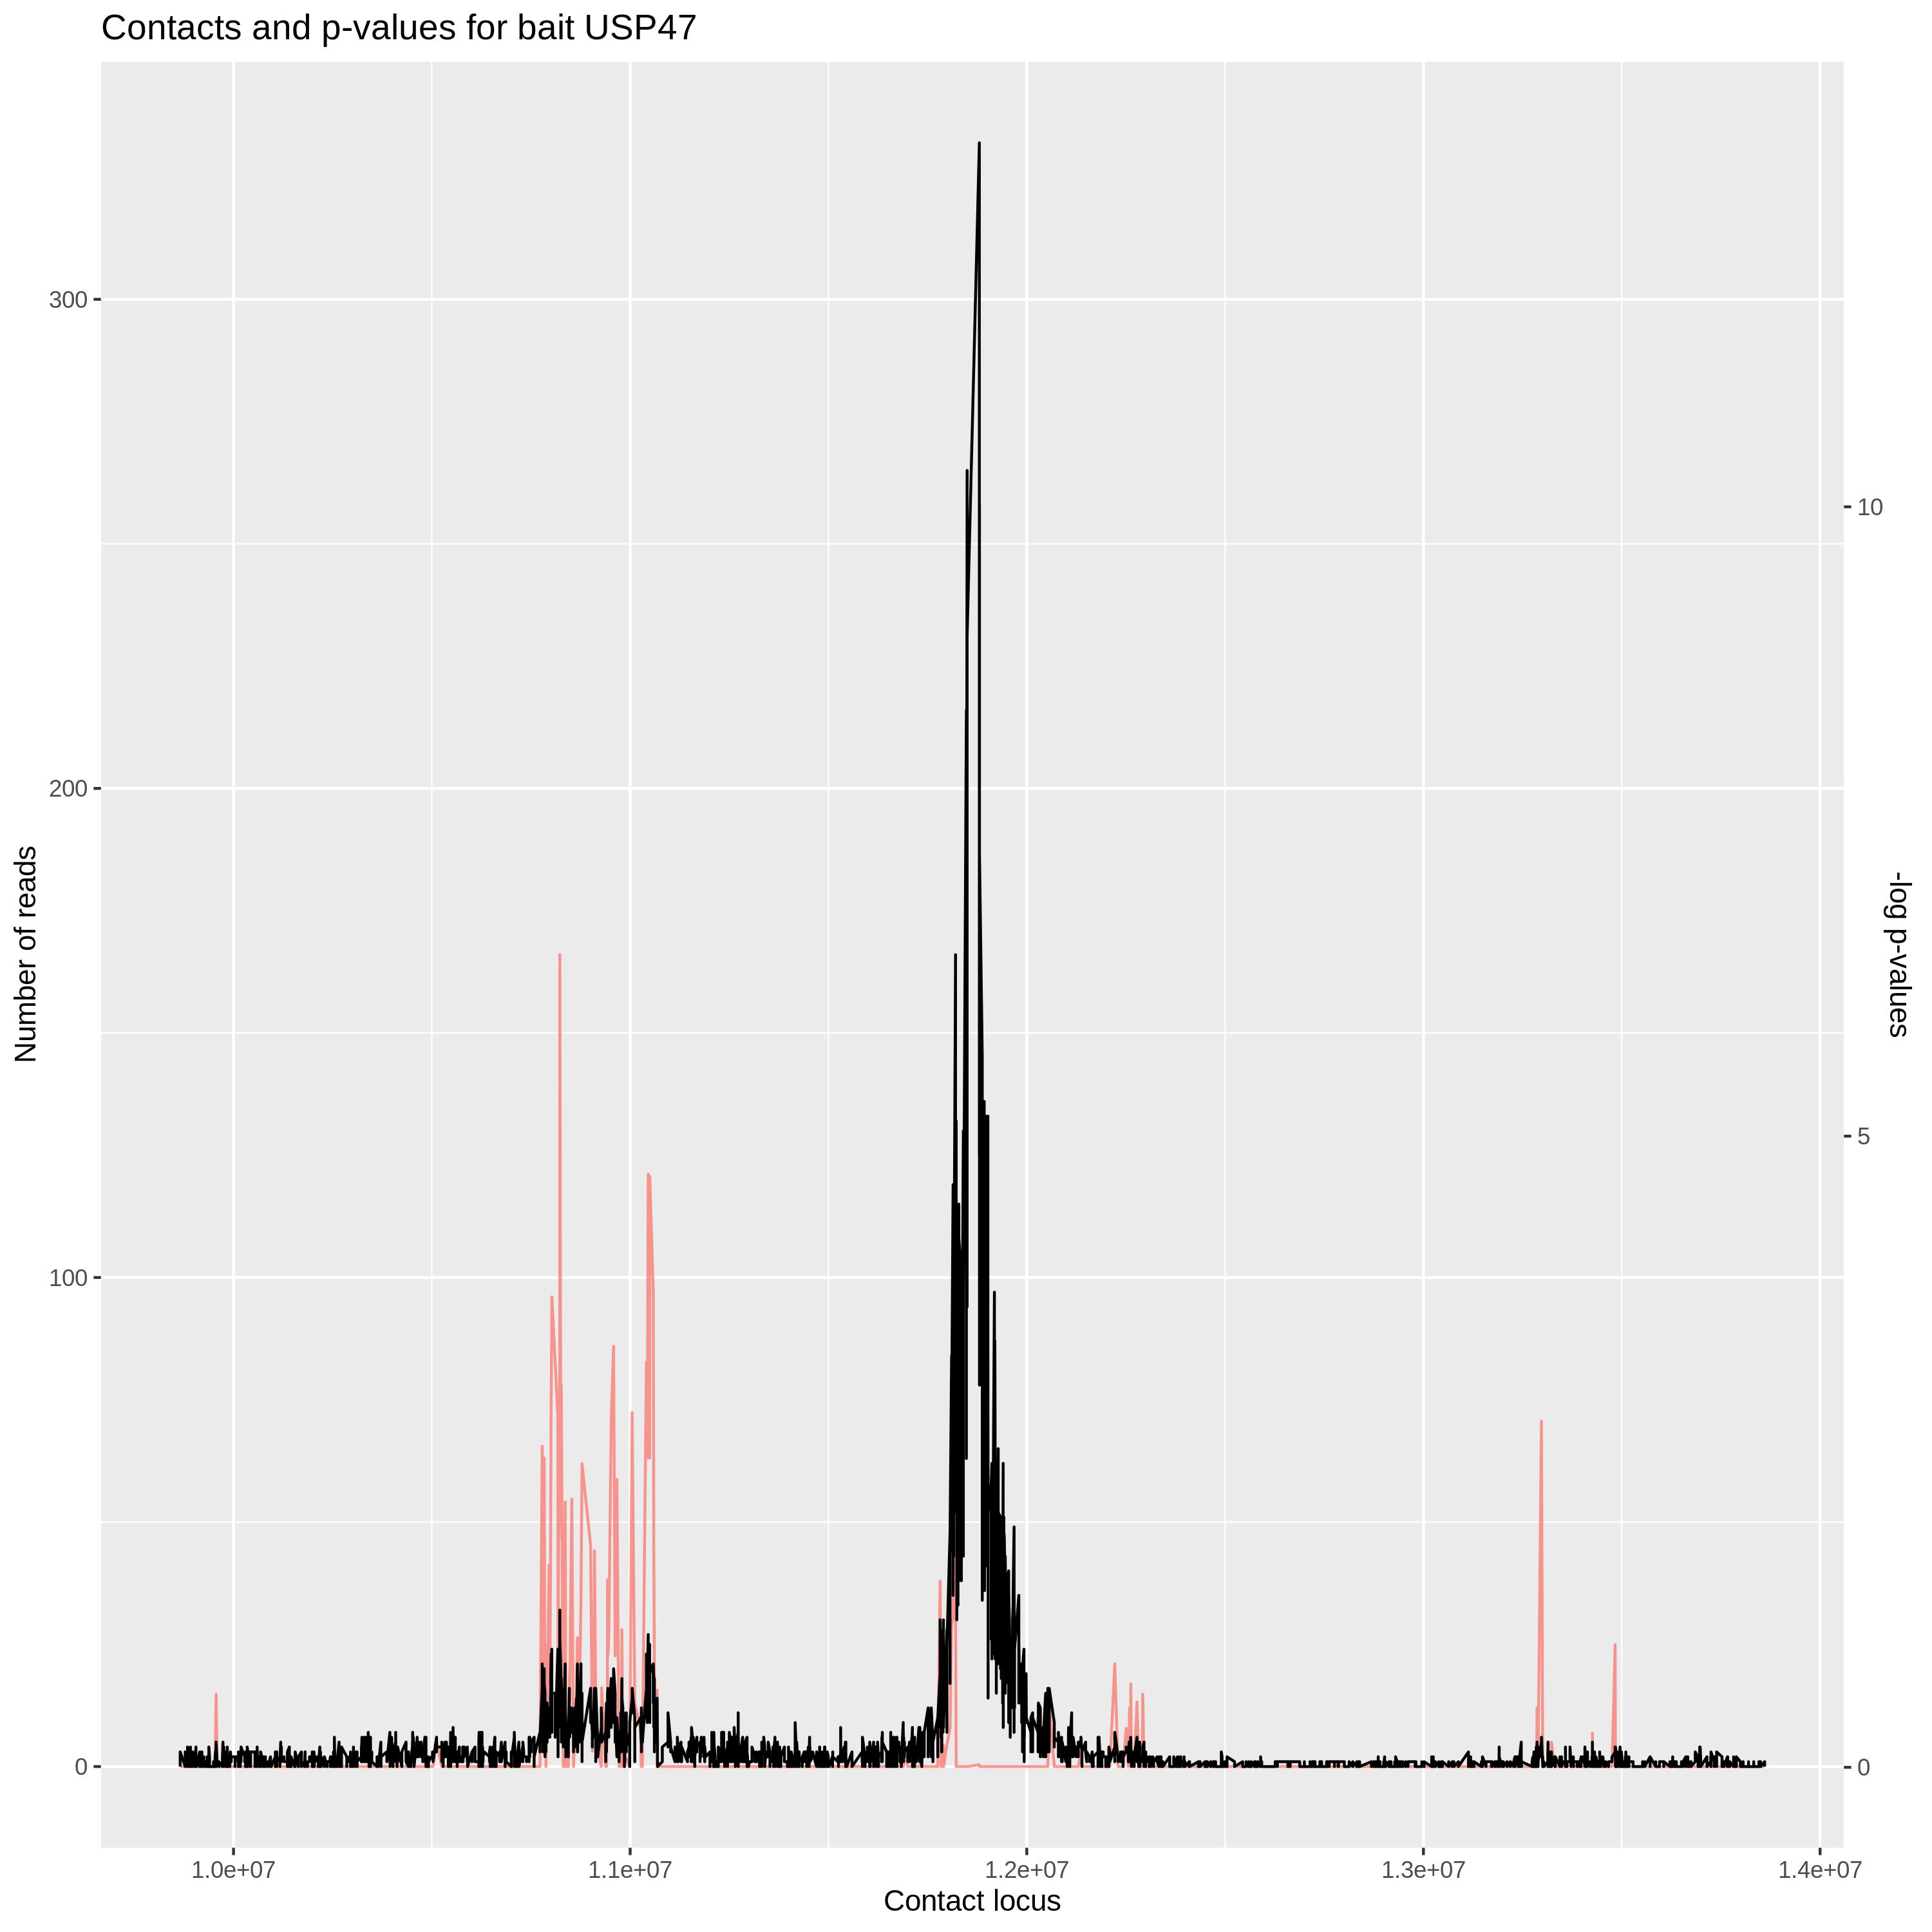 Contacts and p-values for bait USP47
300
200
100
0
Number of reads
10
5
0
-log p-values
1.0e+07
1.1e+07
1.2e+07
1.3e+07
1.4e+07
Contact locus